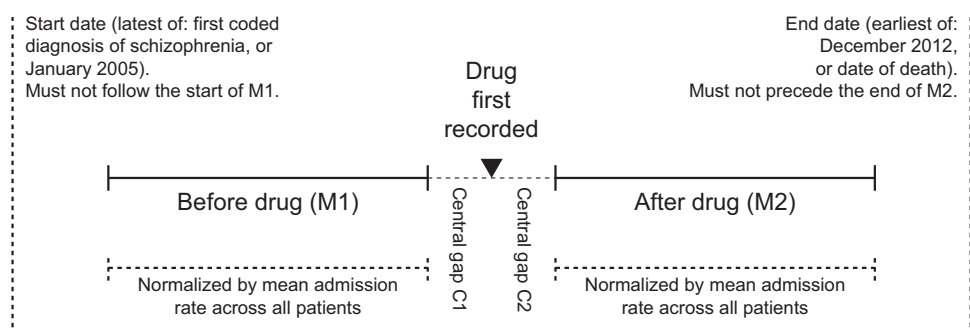 Start date (latest of: first coded
diagnosis of schizophrenia, or
January 2005).
Must not follow the start of M1.
End date (earliest of:
December 2012,
or date of death).
Must not precede the end of M2.
Drug
first
recorded
Before drug (M1)
Central gap C1
Central gap C2
After drug (M2)
Normalized by mean admission
rate across all patients
Normalized by mean admission
rate across all patients